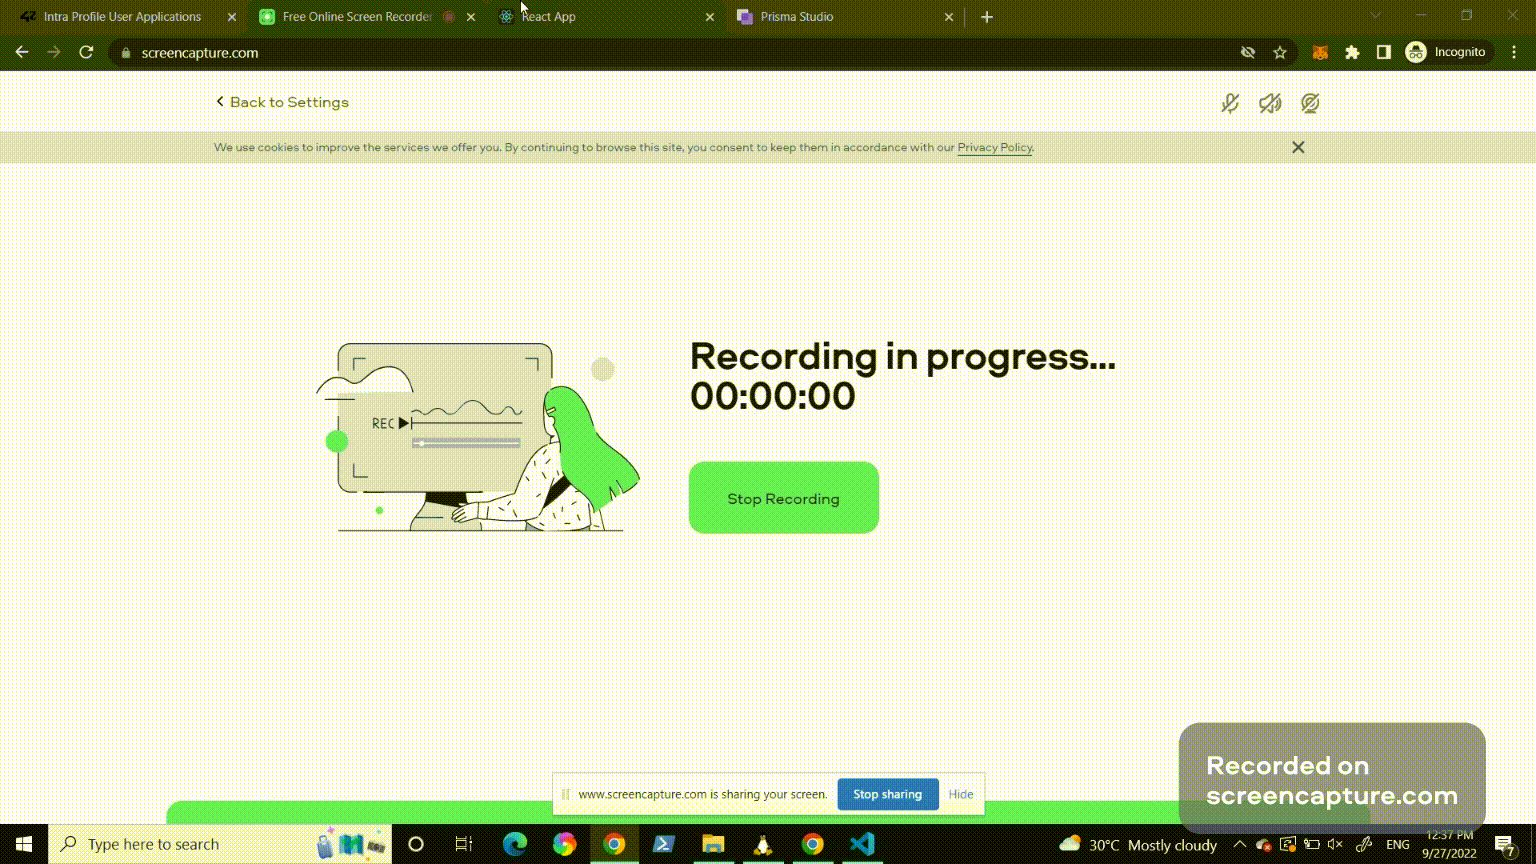 Intra Profile User Applications
Free Online Screen Recorder
React App
Prisma Studio
screencapture.com
Incognito
Back to Settings
We use cookies to improve the services we offer you. By continuing to browse this site, you consent to keep them in accordance with our Privacy Policy.
Recording in progress...
00:00:00
REC
Stop Recording
Recorded on
screencapture.com
www.screencapture.com is sharing your screen.
Stop sharing
Hide
Type here to search
30°C Mostly cloudy
ENG
12:37 PM
9/27/2022
7